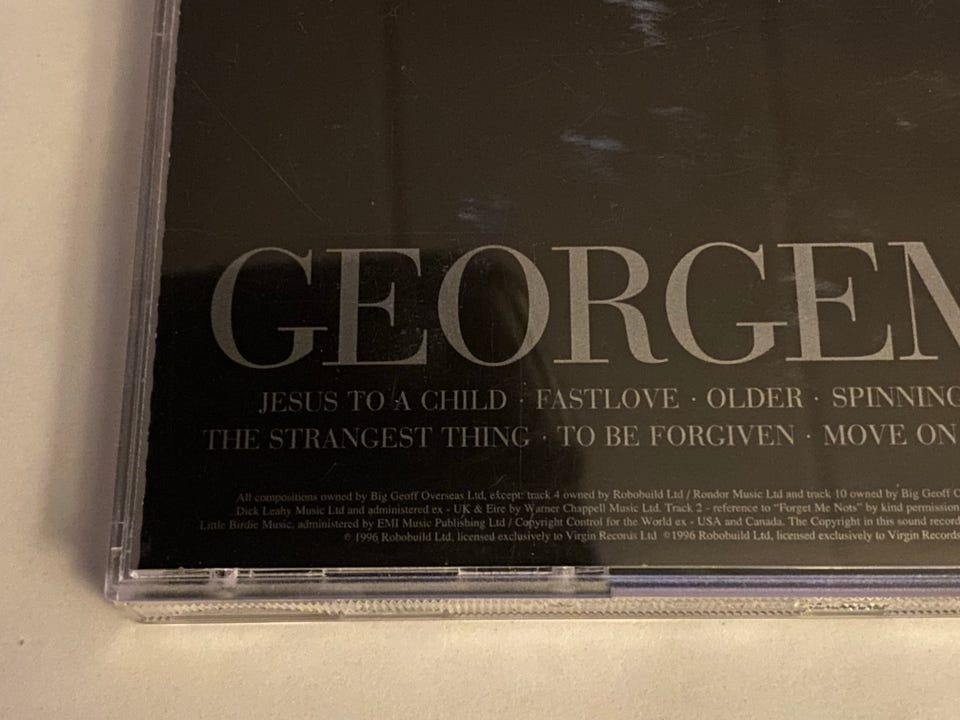 GEORGEM
JESUS TO A CHILD · FASTLOVE · OLDER · SPINNING
THE STRANGEST THING · TO BE FORGIVEN · MOVE ON
All compositions owned by Big Geoff Overseas Ltd, except: track 4 owned by Robobuild Ltd / Rondor Music Ltd and track 10 owned by Big Geoff O
Dick Leahy Music Ltd and administered ex - UK & Eire by Warner Chappell Music Ltd. Track 2 - reference to "Forget Me Nots" by kind permission
Little Birdie Music, administered by EMI Music Publishing Ltd / Copyright Control for the World ex - USA and Canada. The Copyright in this sound record
℗ 1996 Robobuild Ltd, licensed exclusively to Virgin Records Ltd © 1996 Robobuild Ltd, licensed exclusively to Virgin Records